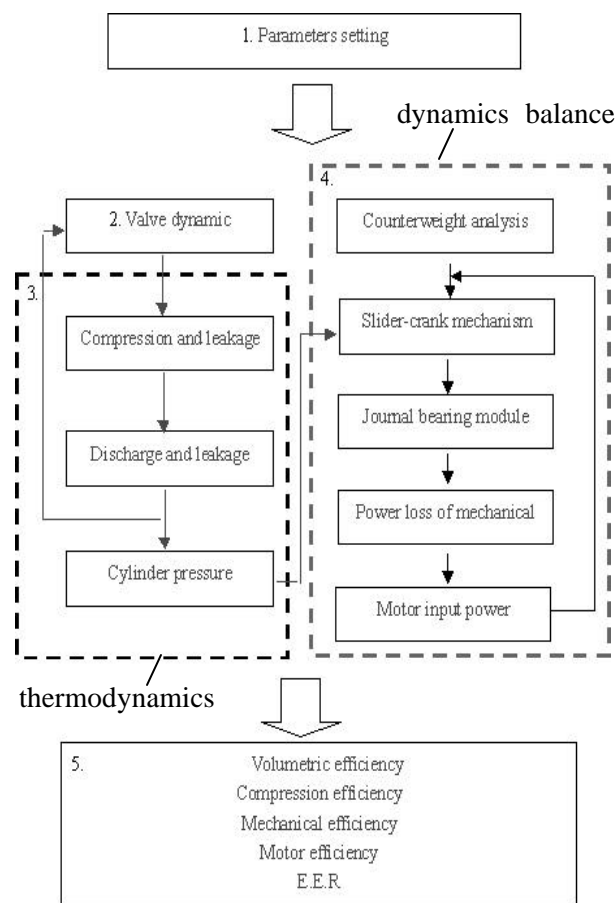 1. Parameters setting
dynamics balance
4.
2. Valve dynamic
Counterweight analysis
3.
Compression and leakage
Slider-crank mechanism
Discharge and leakage
Journal bearing module
Power loss of mechanical
Cylinder pressure
Motor input power
thermodynamics
5.
Volumetric efficiency
Compression efficiency
Mechanical efficiency
Motor efficiency
E.E.R